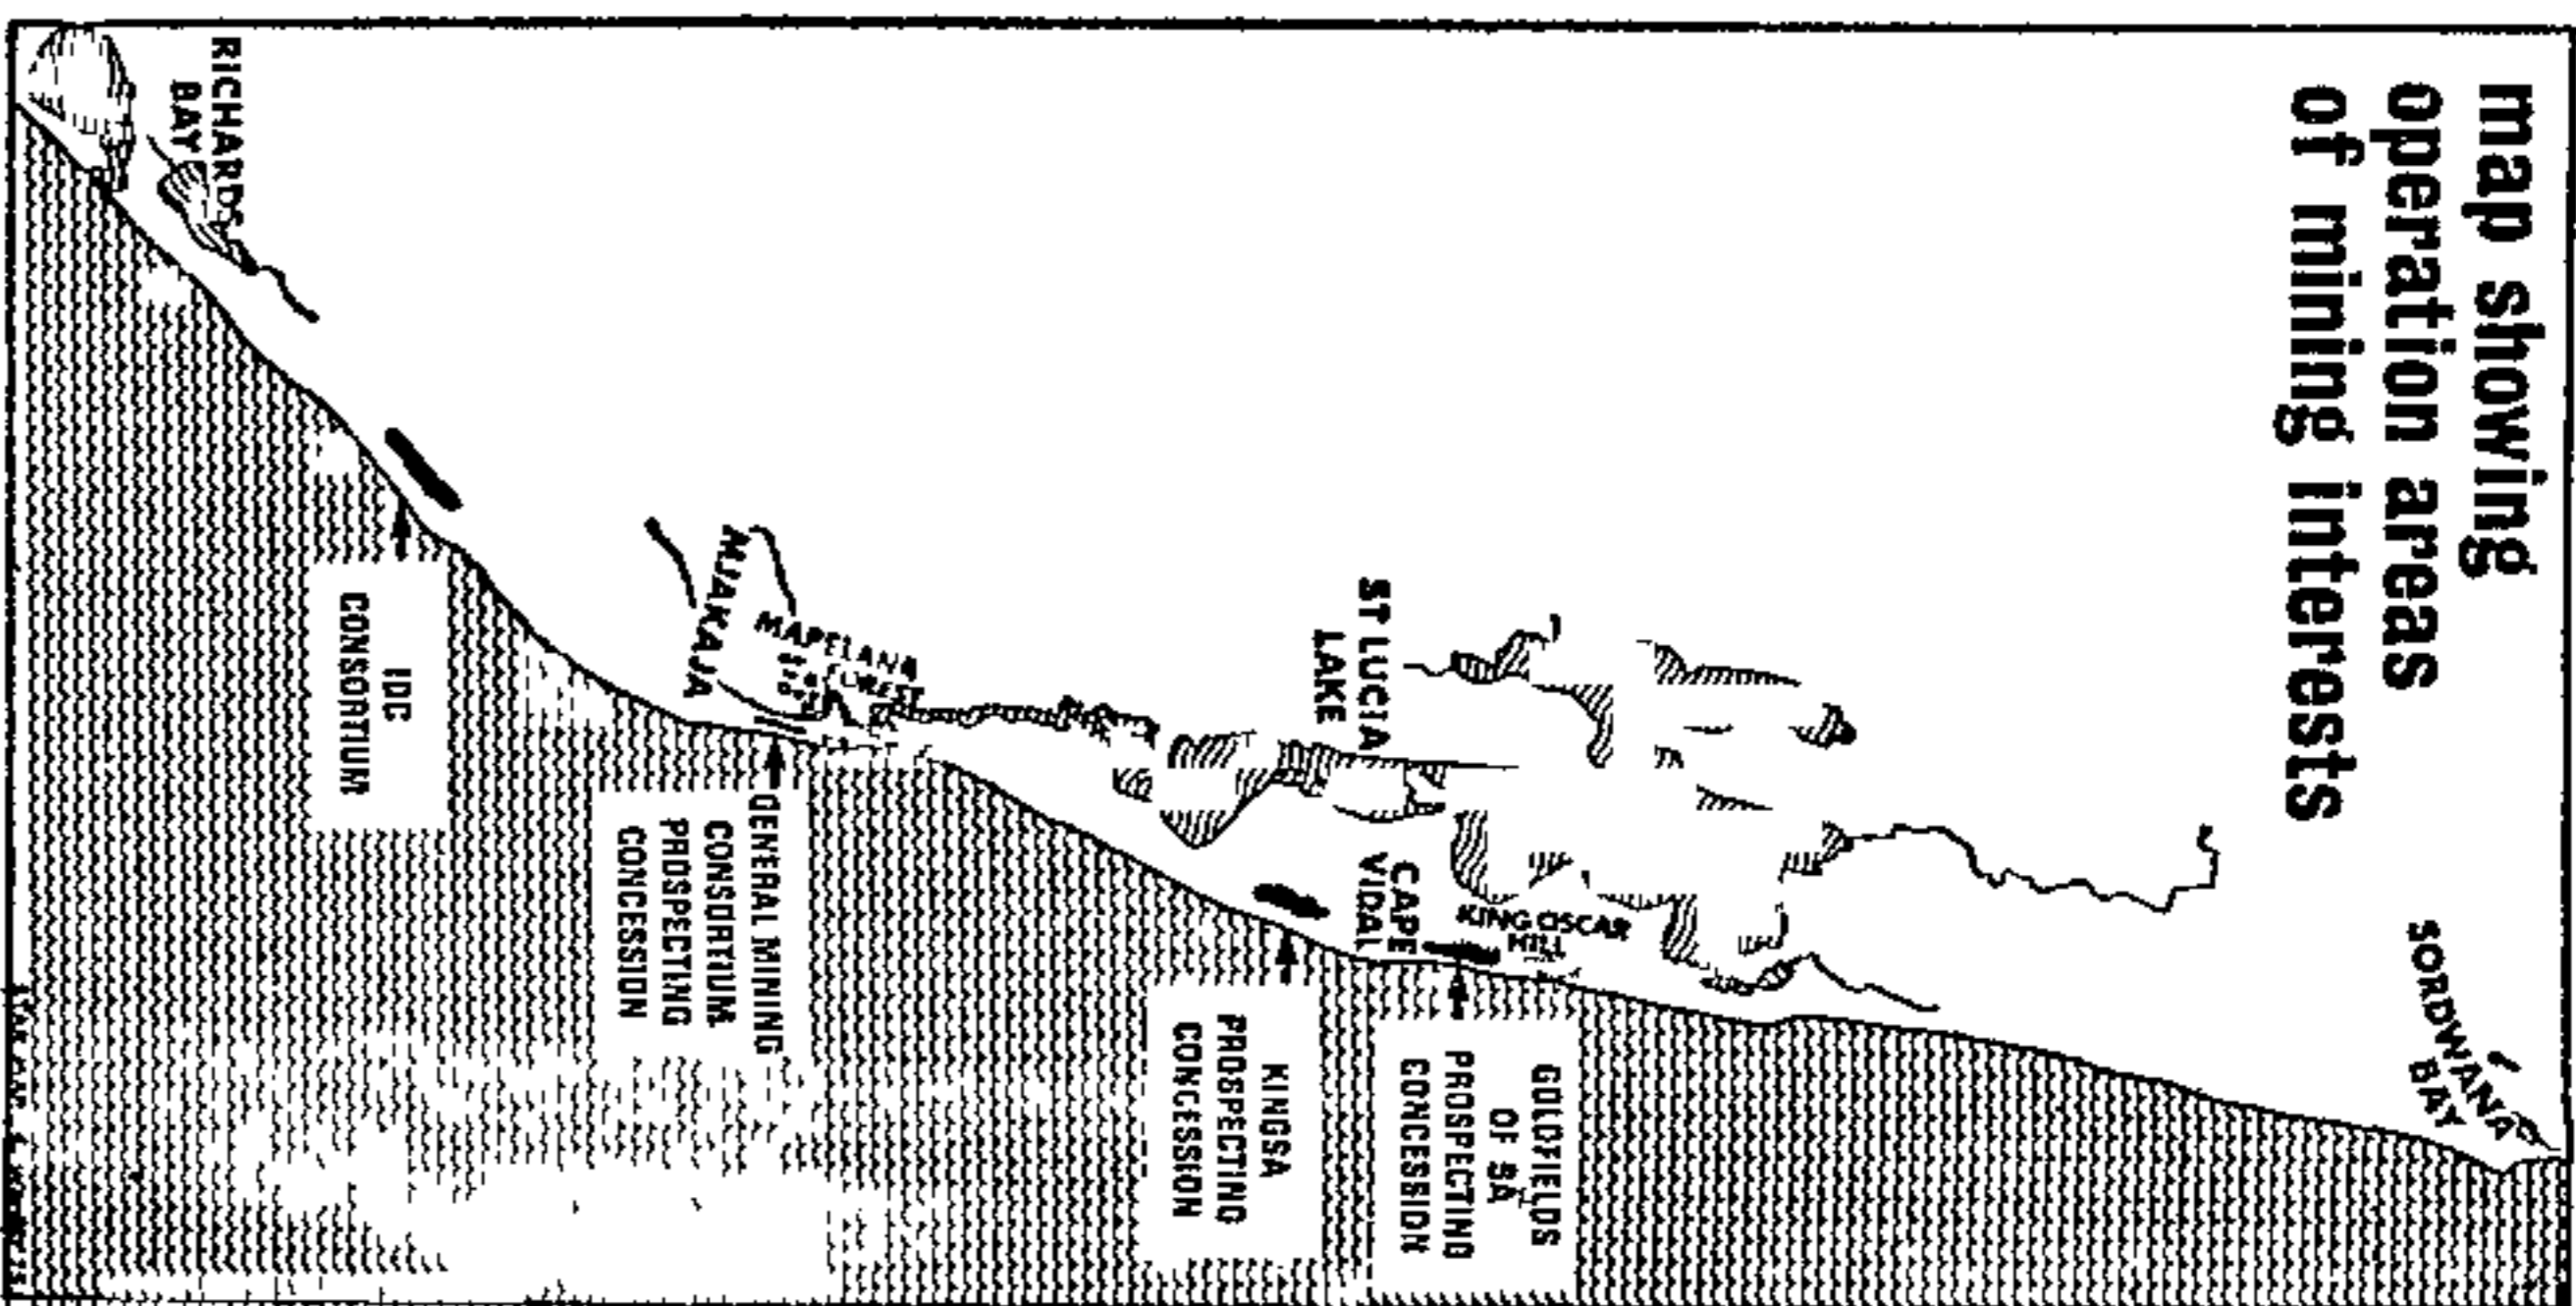 map showing
operation areas
of mining interests
SORDWANA
BAY
KING OSCAR
HILL
GOLDFIELDS
OF SA
PROSPECTING
CONCESSION
CAPE
VIDAL
ST LUCIA
LAKE
KINGSA
PROSPECTING
CONCESSION
MAPELANA
FOREST
MJAKAJA
GENERAL MINING
CONSORTIUM
PROSPECTING
CONCESSION
IDC
CONSORTIUM
RICHARDS
BAY